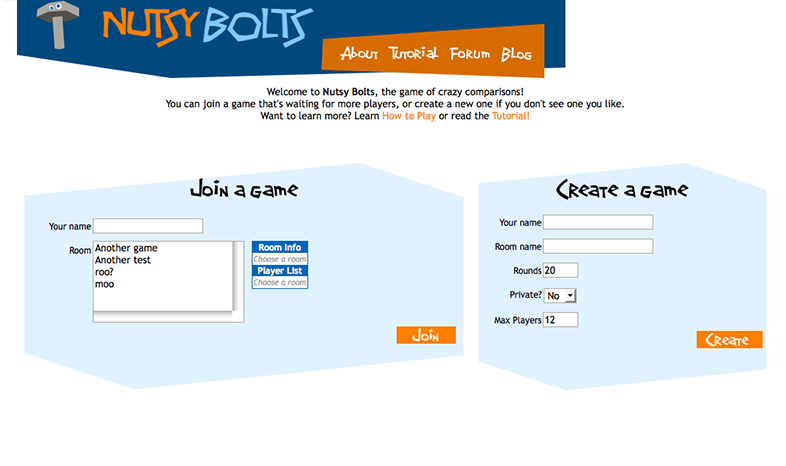 NUTSY BOLTS
About Tutorial Forum Blog
Welcome to Nutsy Bolts, the game of crazy comparisons!
You can join a game that's waiting for more players, or create a new one if you don't see one you like.
Want to learn more? Learn How to Play or read the Tutorial!
Join a game
Your name
Room
Another game
Another test
roo?
moo
Room Info
Choose a room
Player List
Choose a room
Join
Create a game
Your name
Room name
Rounds 20
Private? No
Max Players 12
Create